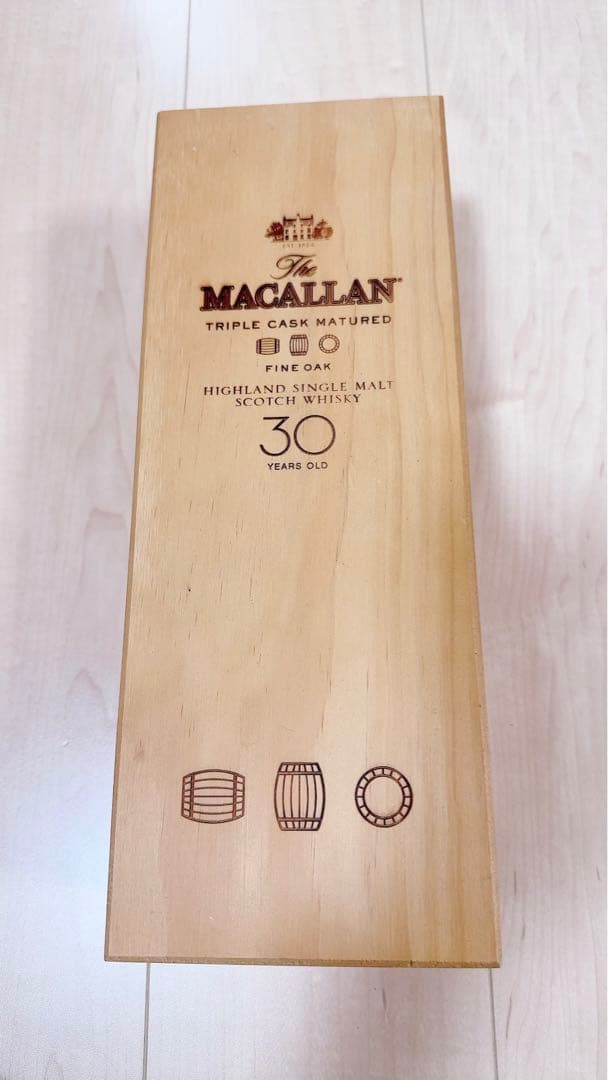 EST. 1824
The
MACALLAN
TRIPLE CASK MATURED
FINE OAK
HIGHLAND SINGLE MALT
SCOTCH WHISKY
30
YEARS OLD